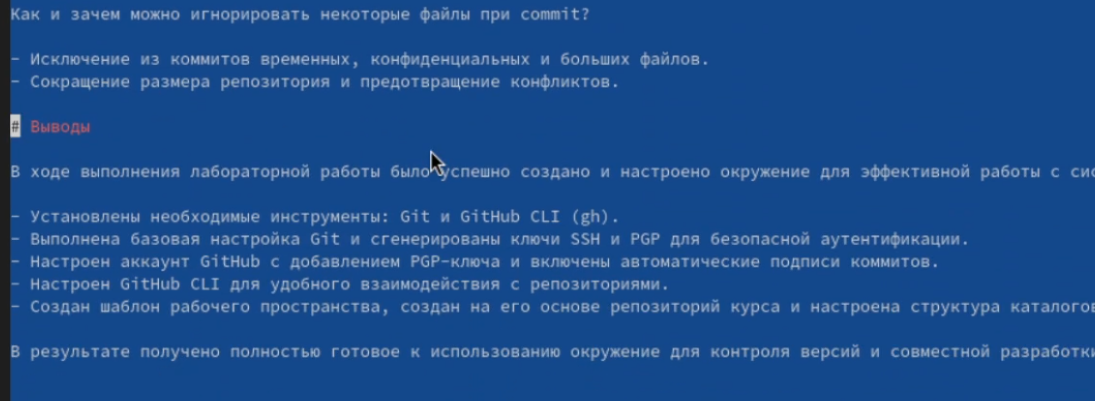 Как и зачем можно игнорировать некоторые файлы при commit?
- Исключение из коммитов временных, конфиденциальных и больших файлов.
- Сокращение размера репозитория и предотвращение конфликтов.
# Выводы
В ходе выполнения лабораторной работы было успешно создано и настроено окружение для эффективной работы с
- Установлены необходимые инструменты: Git и GitHub CLI (gh).
- Выполнена базовая настройка Git и сгенерированы ключи SSH и PGP для безопасной аутентификации.
- Настроен аккаунт GitHub с добавлением PGP-ключа и включены автоматические подписи коммитов.
- Настроен GitHub CLI для удобного взаимодействия с репозиториями.
- Создан шаблон рабочего пространства, создан на его основе репозиторий курса и настроена структура каталогов
В результате получено полностью готовое к использованию окружение для контроля версий и совместной разработки